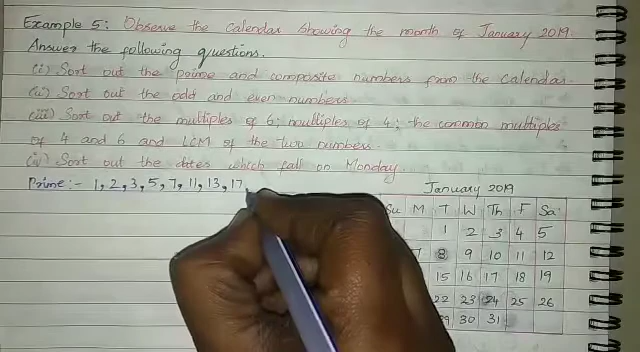 Example 5: Observe the Calendar Showing the month of January 2019.
Answer the following questions.
(i) Sort out the prime and composite numbers from the calendar.
(ii) Sort out the odd and even numbers.
(iii) Sort out the multiples of 6; multiples of 4; the common multiples
of 4 and 6 and LCM of the two numbers.
(iv) Sort out the dates which fall on Monday.
Prime:- 1, 2, 3, 5, 7, 11, 13, 17,
January 2019
Su M T W Th F Sa
1 2 3 4 5
8 9 10 11 12
15 16 17 18 19
22 23 24 25 26
30 31